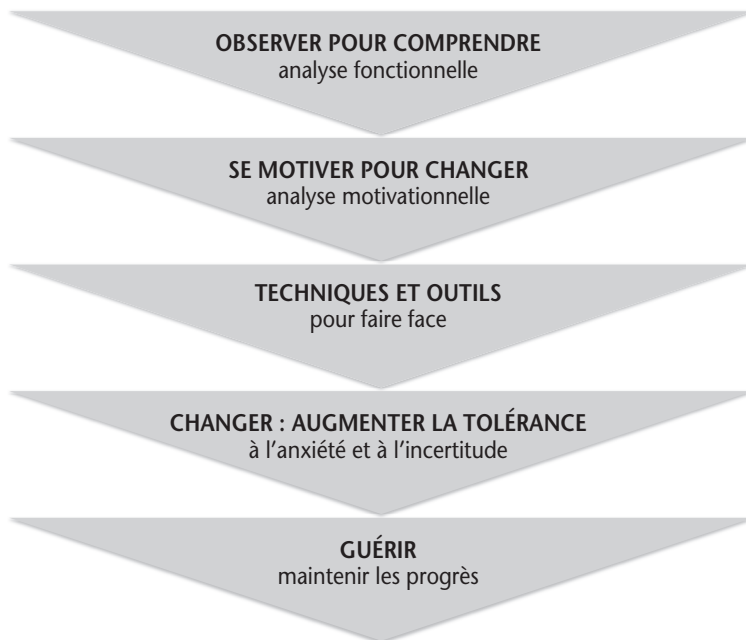 OBSERVER POUR COMPRENDRE
analyse fonctionnelle
SE MOTIVER POUR CHANGER
analyse motivationnelle
TECHNIQUES ET OUTILS
pour faire face
CHANGER : AUGMENTER LA TOLÉRANCE
à l’anxiété et à l’incertitude
GUÉRIR
maintenir les progrès